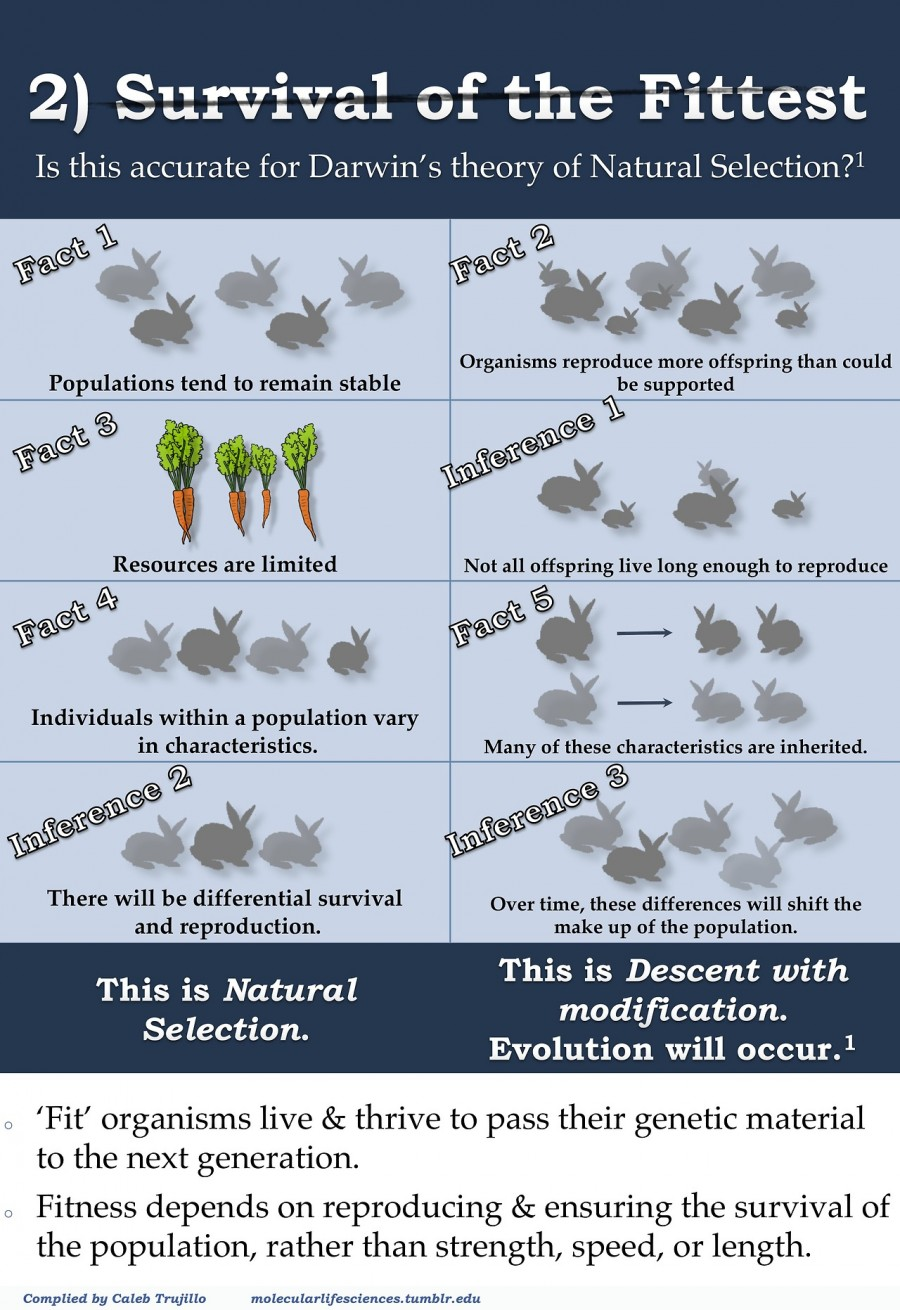 2) Survival of the Fittest
Is this accurate for Darwin's theory of Natural Selection?¹
Fact 1
Populations tend to remain stable
Fact 2
Organisms reproduce more offspring than could
be supported
Fact 3
Resources are limited
Inference 1
Not all offspring live long enough to reproduce
Fact 4
Individuals within a population vary
in characteristics.
Fact 5
Many of these characteristics are inherited.
Inference 2
There will be differential survival
and reproduction.
Inference 3
Over time, these differences will shift the
make up of the population.
This is Natural
Selection.
This is Descent with
modification.
Evolution will occur.¹
'Fit' organisms live & thrive to pass their genetic material
to the next generation.
Fitness depends on reproducing & ensuring the survival of
the population, rather than strength, speed, or length.
Complied by Caleb Trujillo molecularlifesciences.tumblr.edu